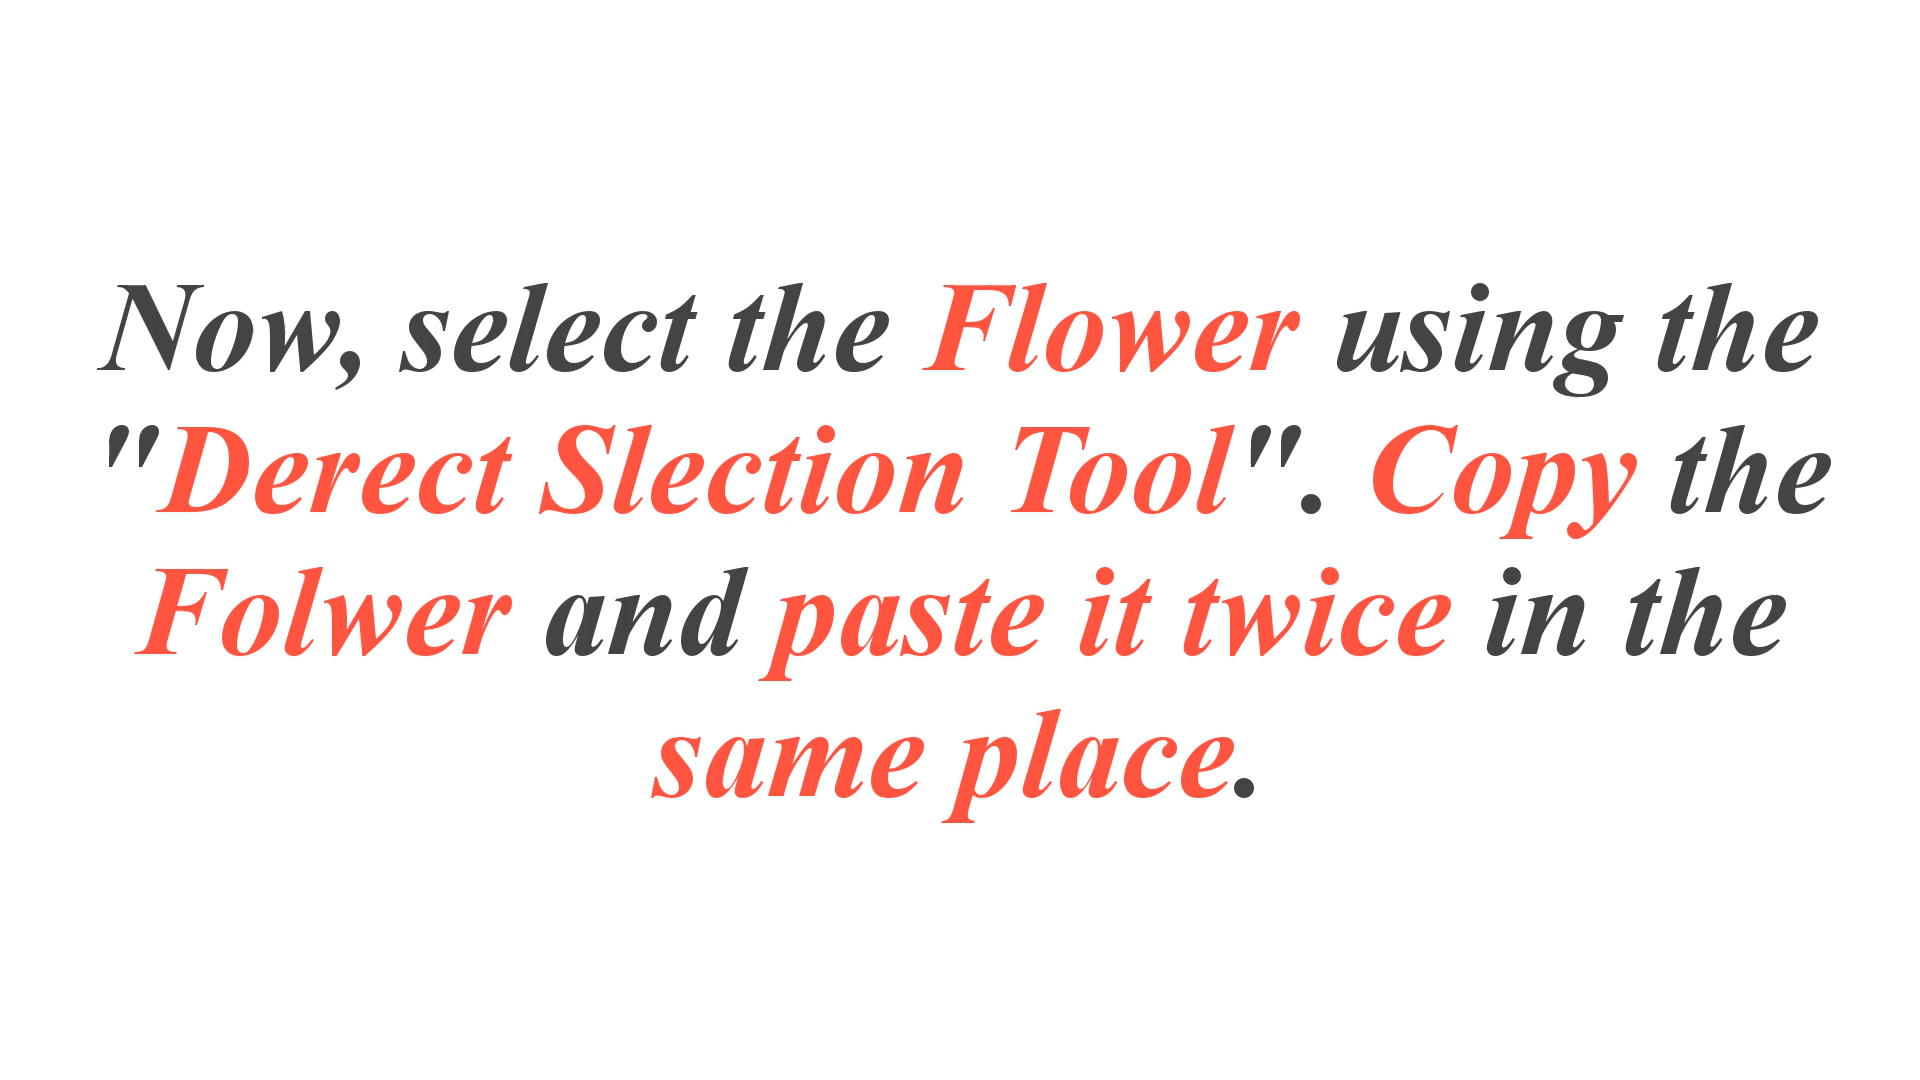 Now, select the Flower using the
"Derect Slection Tool". Copy the
Folwer and paste it twice in the
same place.